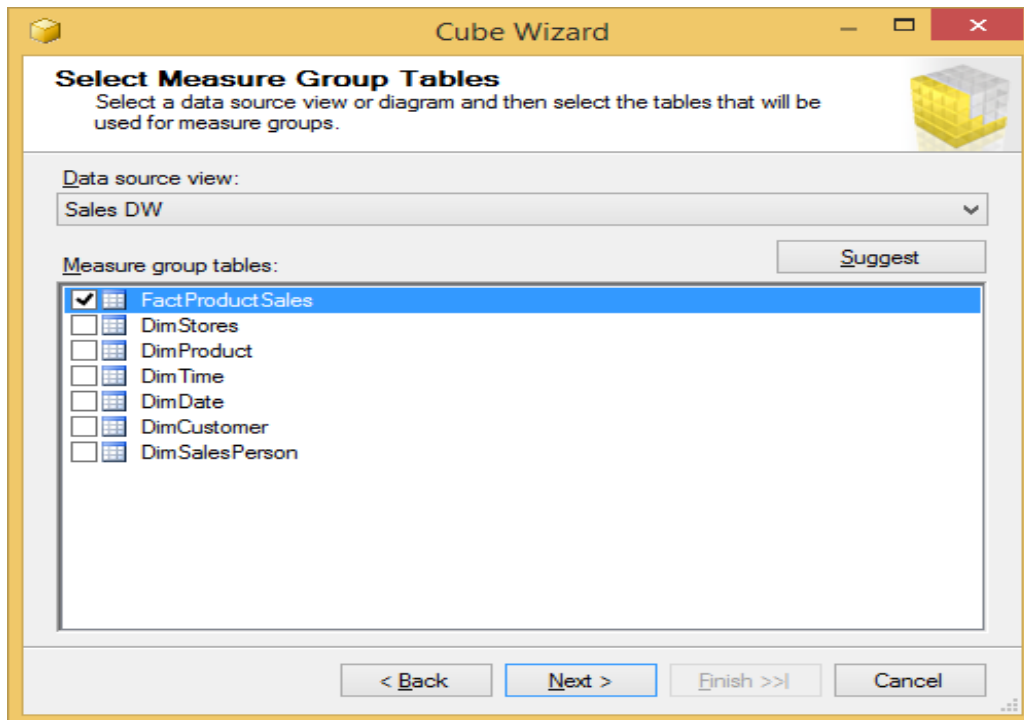 Cube Wizard
Select Measure Group Tables
Select a data source view or diagram and then select the tables that will be
used for measure groups.
Data source view:
Sales DW
Suggest
Measure group tables:
FactProductSales
DimStores
DimProduct
DimTime
DimDate
DimCustomer
DimSalesPerson
< Back
Next >
Finish >>|
Cancel